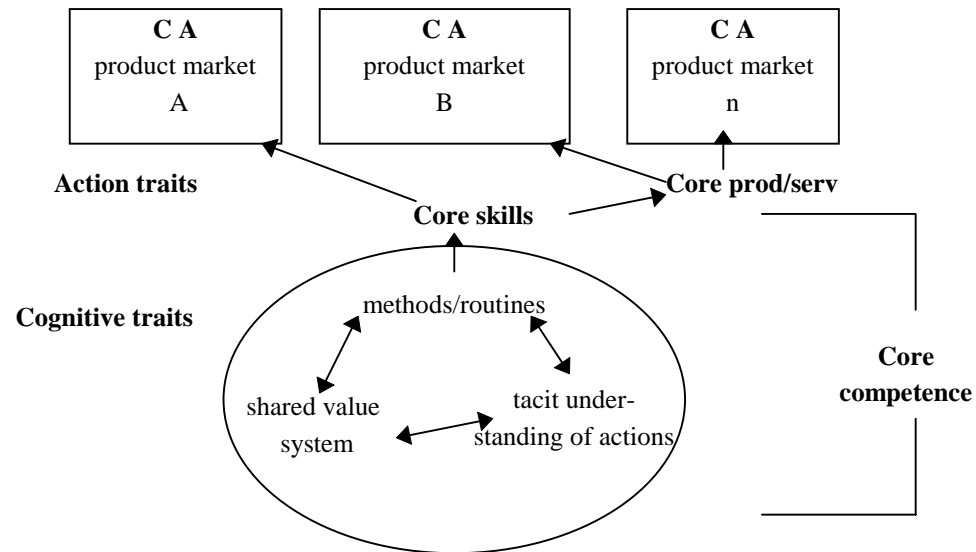 C A
product market
A
C A
product market
B
C A
product market
n
Action traits
Core prod/serv
Core skills
methods/routines
Cognitive traits
shared value
system
tacit under-
standing of actions
Core
competence